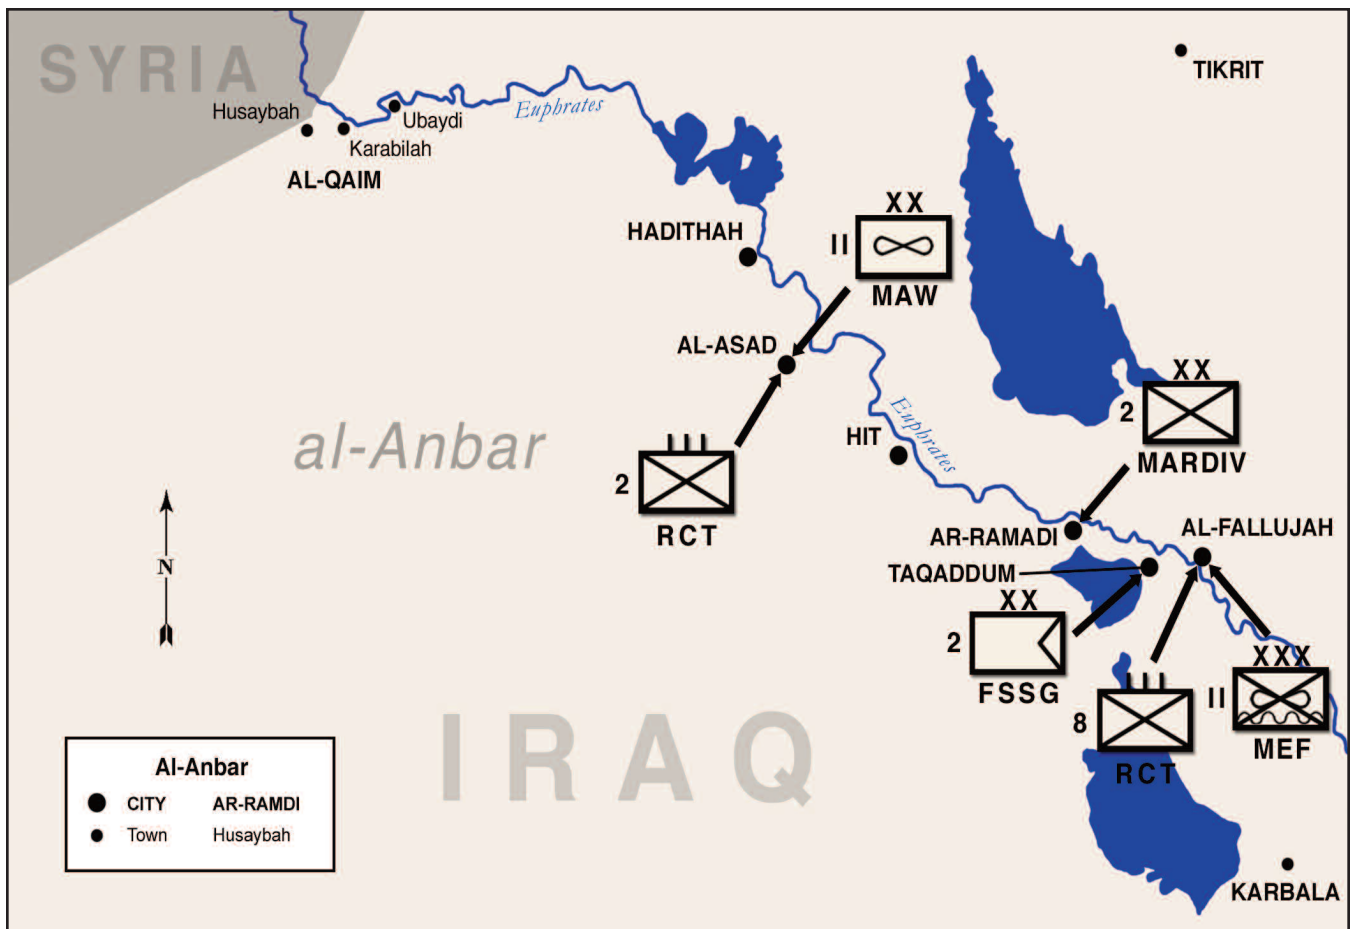 SYRIA
TIKRIT
Husaybah
Euphrates
Ubaydi
Karabilah
AL-QAIM
XX
HADITHAH
II
MAW
AL-ASAD
XX
2
MARDIV
Euphrates
HIT
al-Anbar
2
RCT
AL-FALLUJAH
AR-RAMADI
N
TAQADDUM
XX
2
FSSG
XXX
II
MEF
8
RCT
IRAQ
Al-Anbar
CITY AR-RAMDI
Town Husaybah
KARBALA